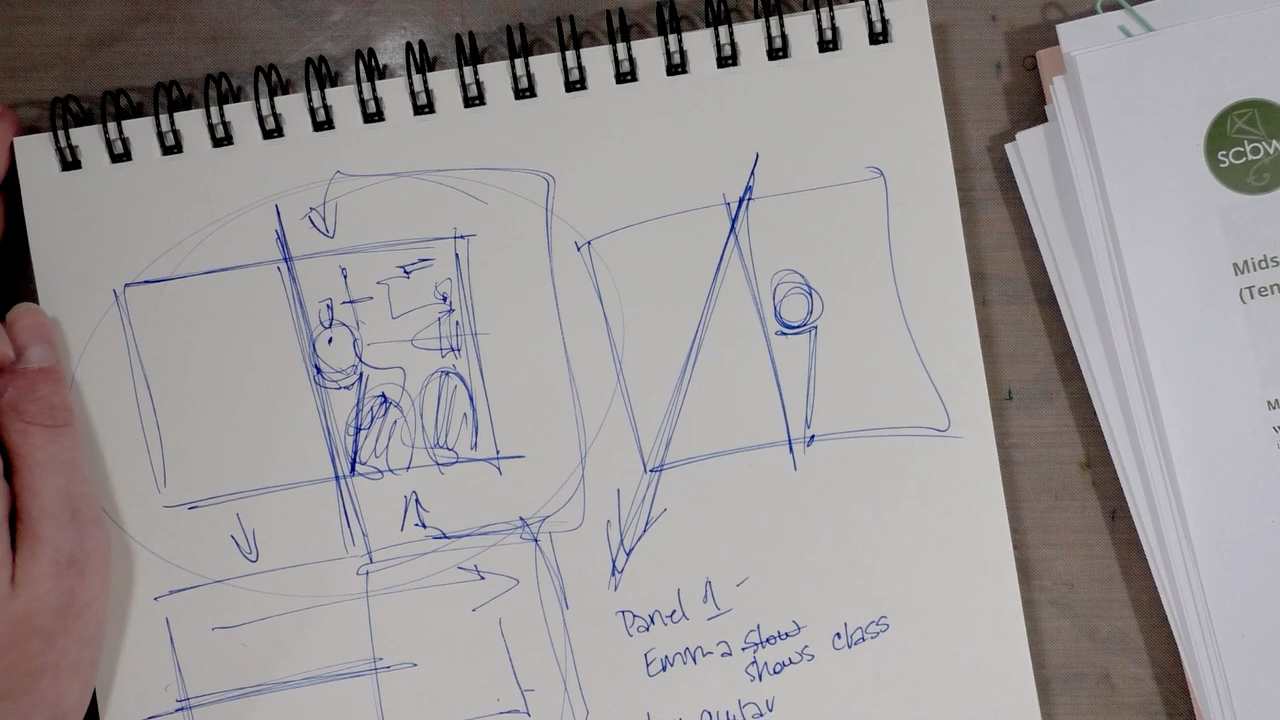 Panel 1 -
Emma slow
shows class
scbw
Mids
(Ten
M